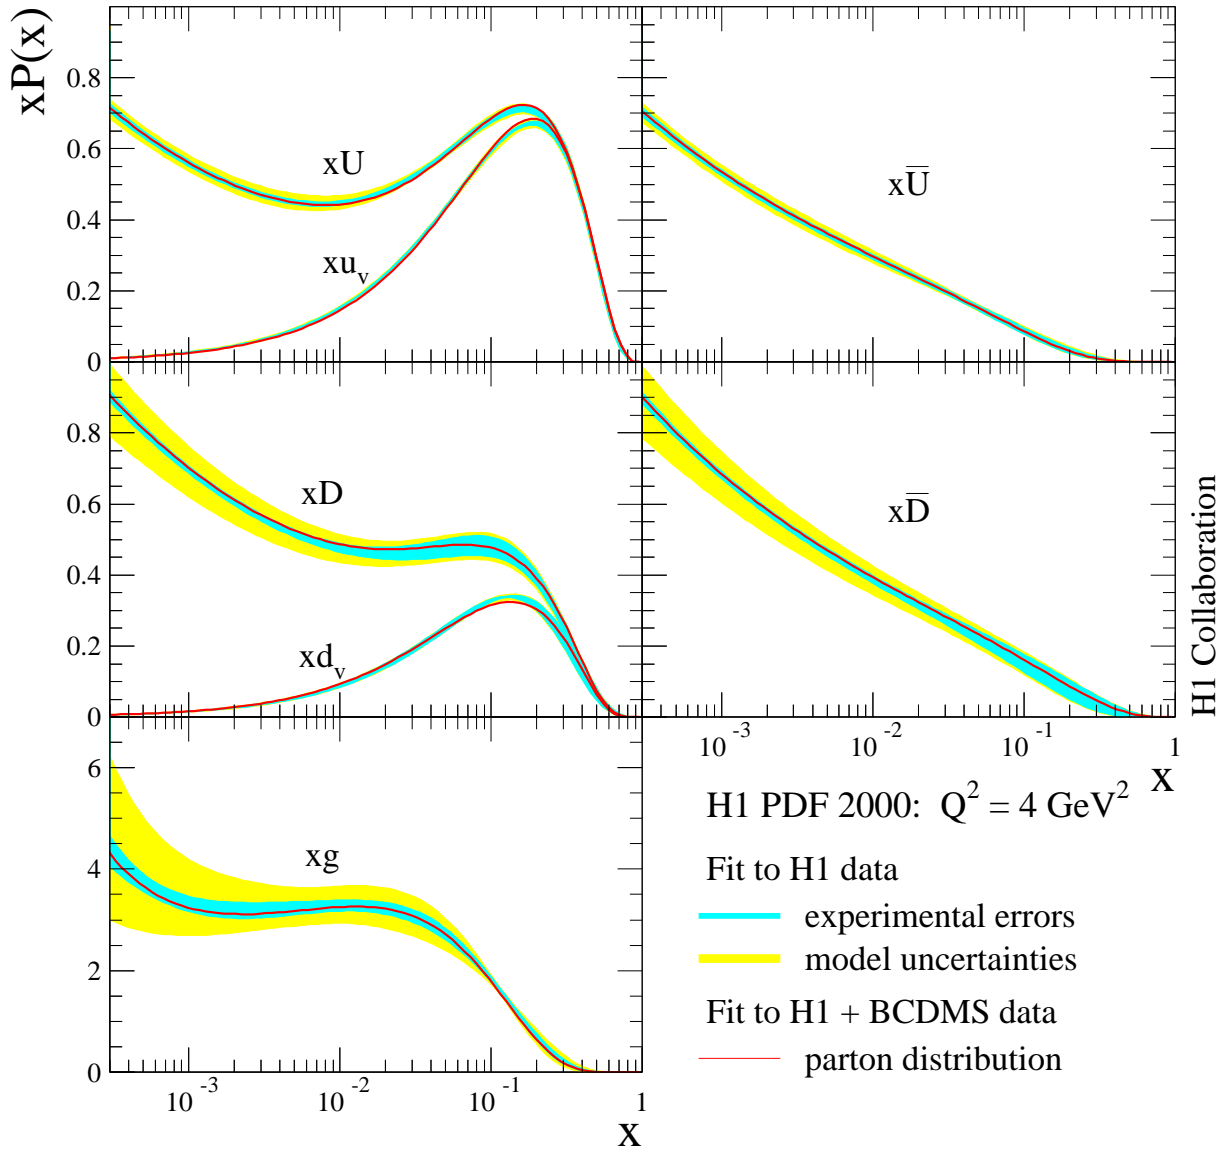 xP(x)
0.8
0.6
0.4
0.2
0
xU
xu_v
xU̅
0.8
0.6
0.4
0.2
0
xD
xd_v
xD̅
10^-3 10^-2 10^-1 1
x
H1 Collaboration
6
4
2
0
xg
10^-3 10^-2 10^-1 1
x
H1 PDF 2000: Q^2 = 4 GeV^2
Fit to H1 data
experimental errors
model uncertainties
Fit to H1 + BCDMS data
parton distribution